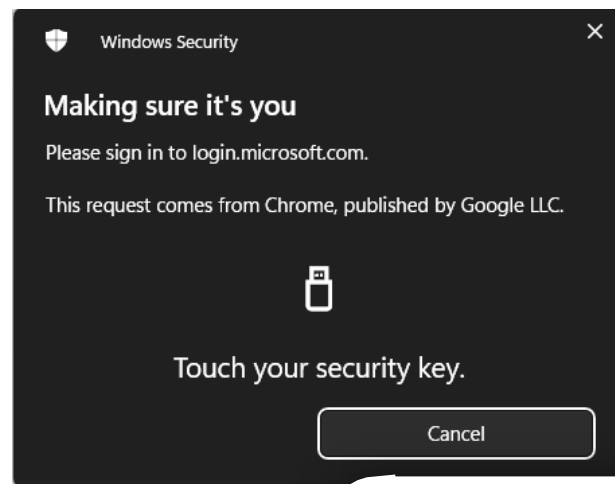 Windows Security
Making sure it's you
Please sign in to login.microsoft.com.
This request comes from Chrome, published by Google LLC.
Touch your security key.
Cancel